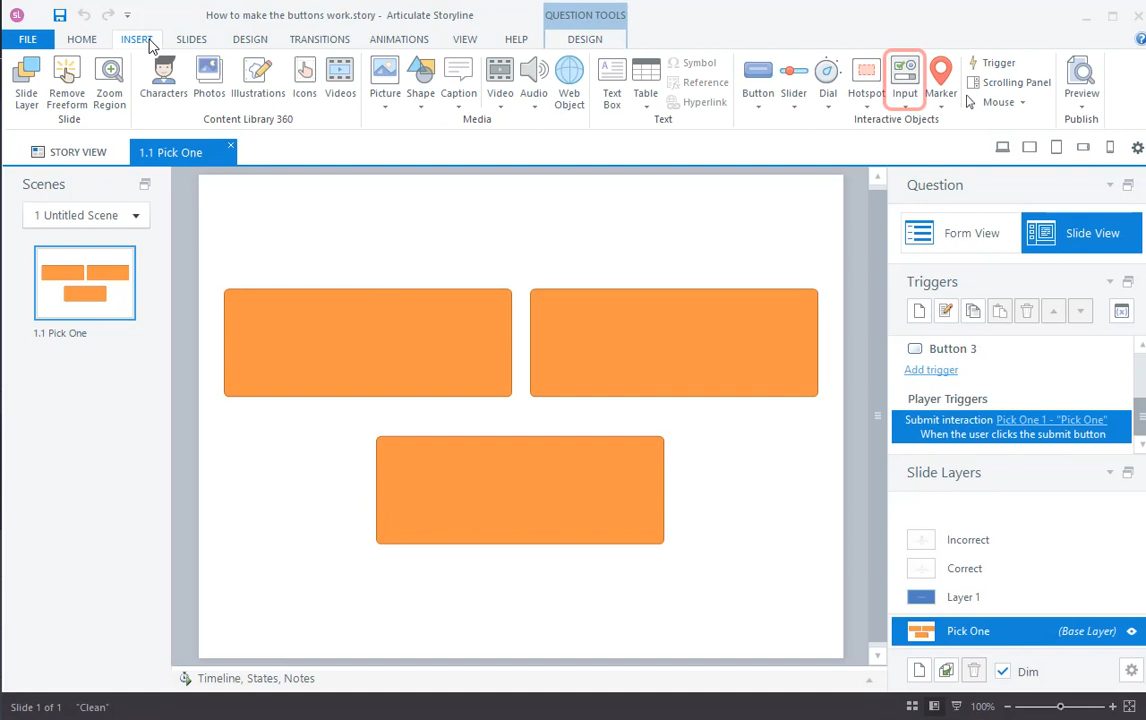 sl
How to make the buttons work.story - Articulate Storyline
QUESTION TOOLS
FILE HOME INSERT SLIDES DESIGN TRANSITIONS ANIMATIONS VIEW HELP DESIGN
Slide Layer
Remove Freeform
Zoom Region
Slide
Characters
Photos
Illustrations
Icons
Videos
Content Library 360
Picture
Shape
Caption
Video
Audio
Web Object
Media
Text Box
Table
Symbol
Reference
Hyperlink
Text
Button
Slider
Dial
Hotspot
Input
Marker
Trigger
Scrolling Panel
Mouse
Interactive Objects
Preview
Publish
STORY VIEW
1.1 Pick One
Scenes
1 Untitled Scene
1.1 Pick One
Question
Form View
Slide View
Triggers
Button 3
Add trigger
Player Triggers
Submit interaction Pick One 1 - "Pick One"
When the user clicks the submit button
Slide Layers
Incorrect
Correct
Layer 1
Pick One (Base Layer)
Dim
Timeline, States, Notes
Slide 1 of 1 "Clean"
100%